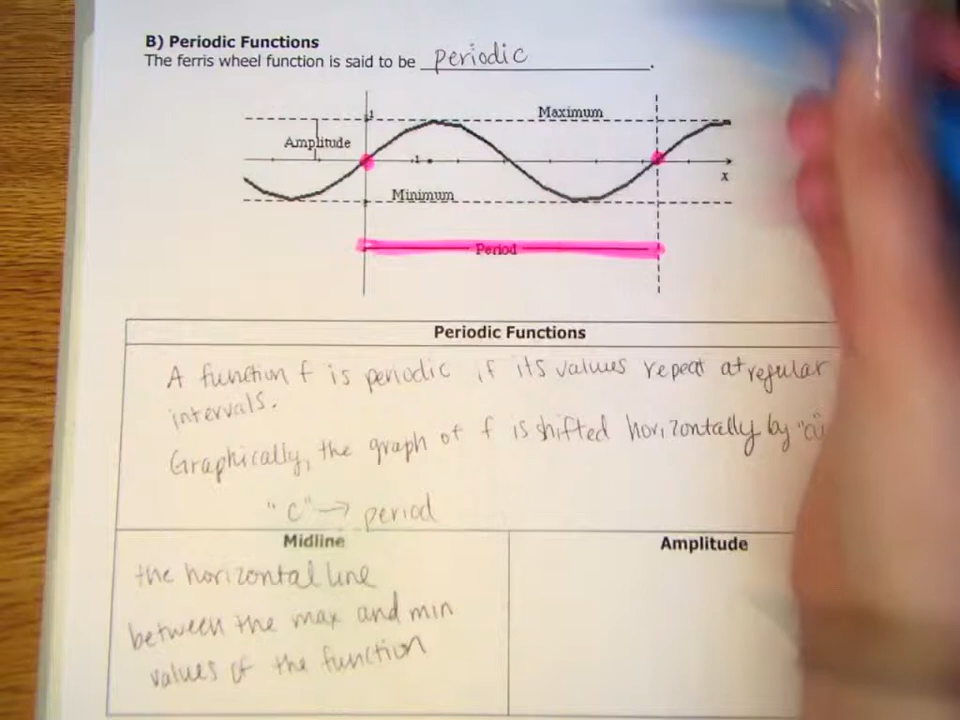 B) Periodic Functions
The ferris wheel function is said to be periodic.
1
Maximum
Amplitude
.1
x
Minimum
Period
Periodic Functions
A function f is periodic if its values repeat at regular
intervals.
Graphically, the graph of f is shifted horizontally by
"c" → period
Midline
Amplitude
the horizontal line
between the max and min
values of the function